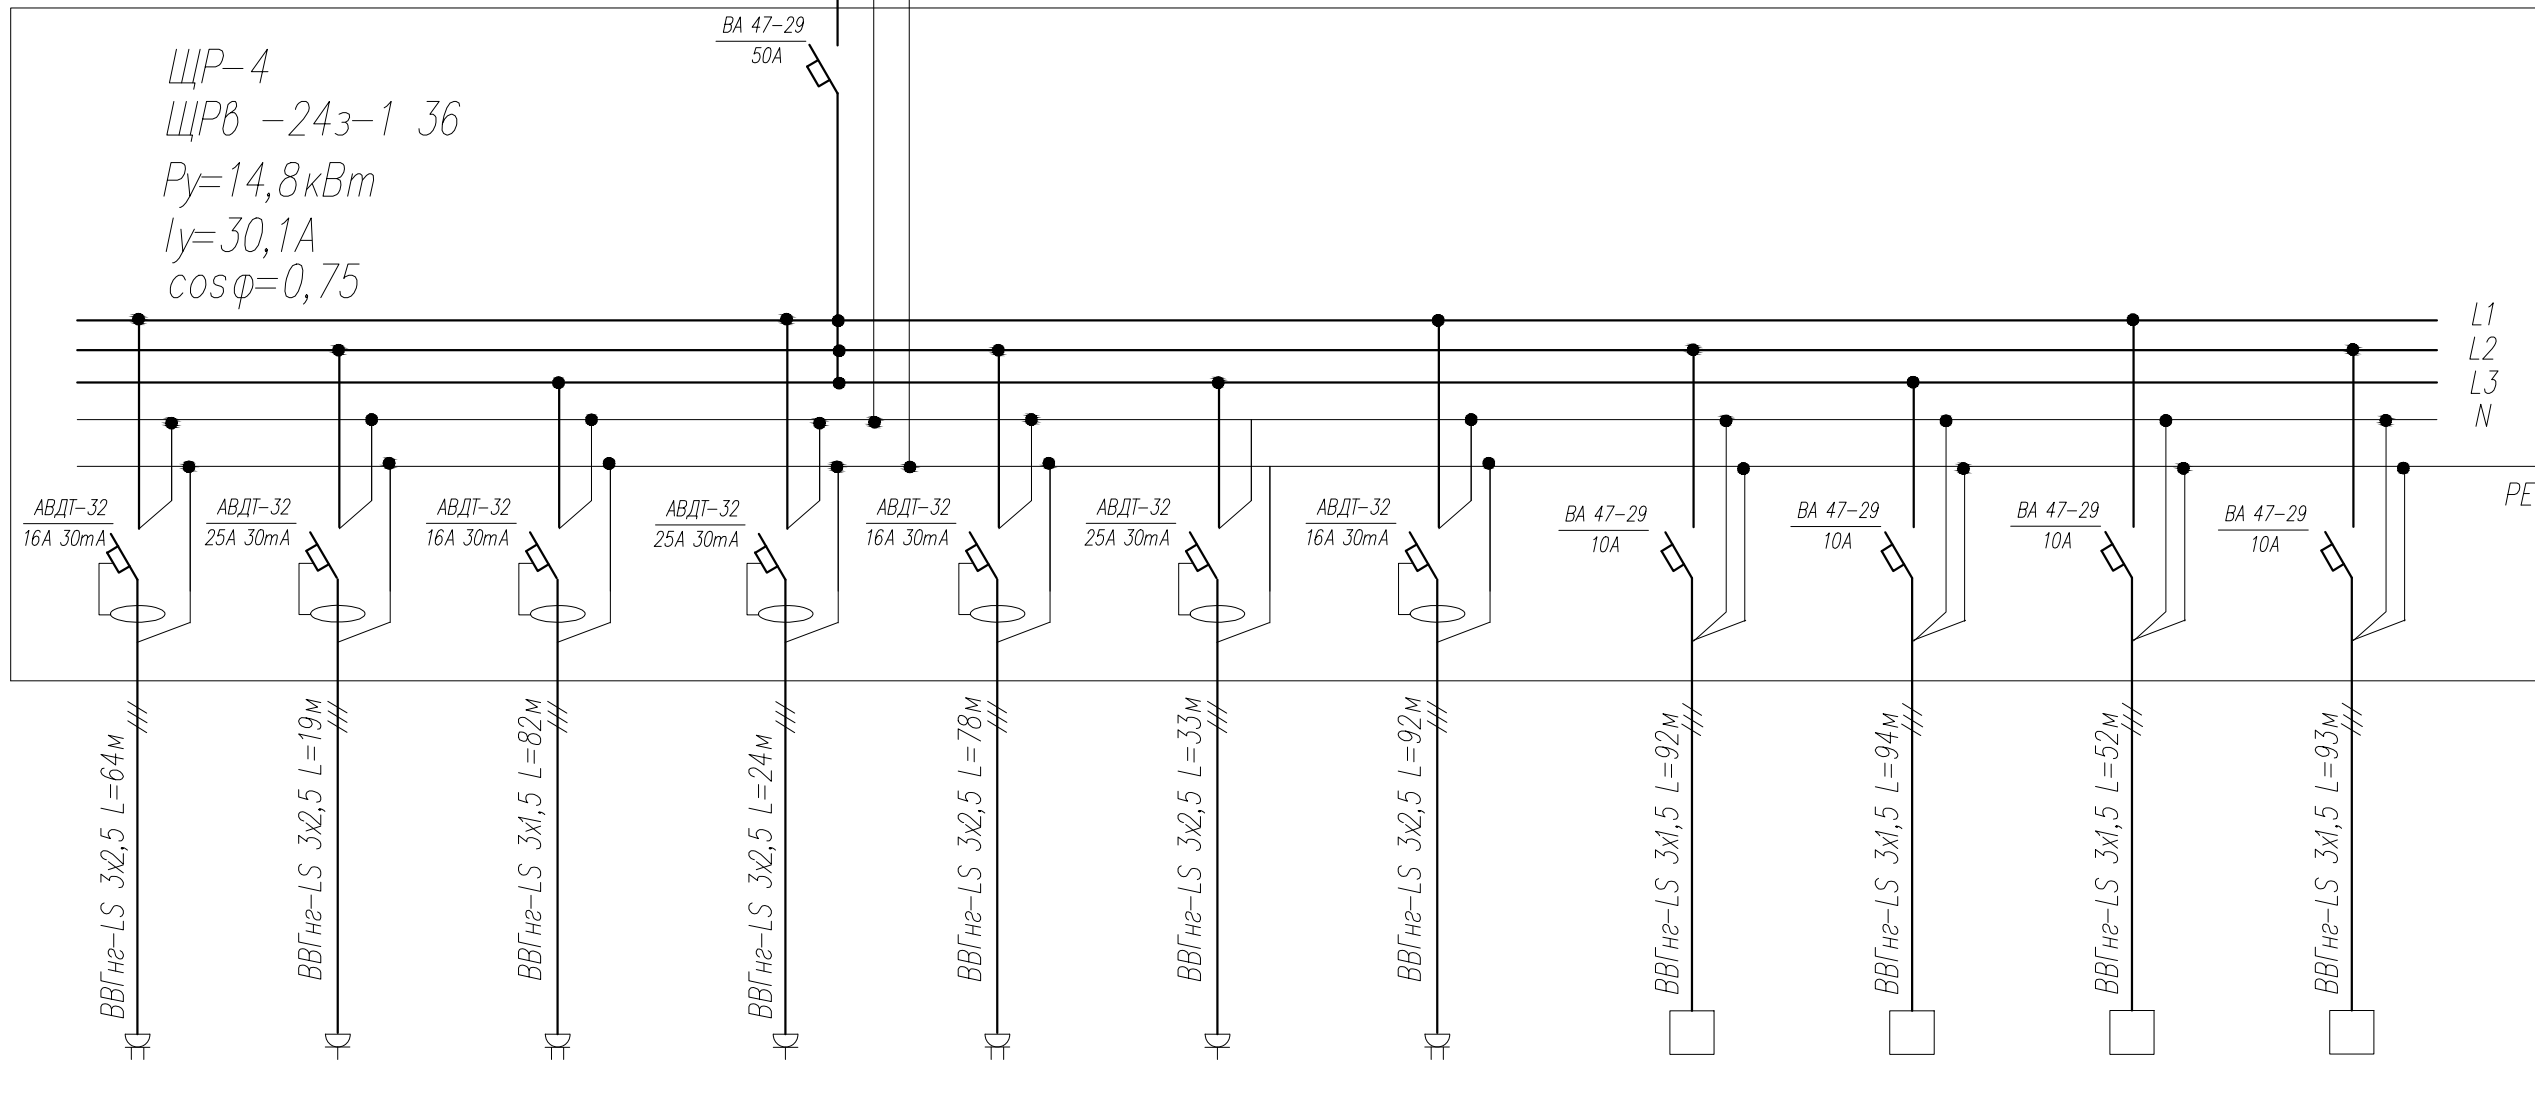 ВА 47-29
50А
ЩР-4
ЩРв -24з-1 36
Ру=14,8кВт
Iу=30,1А
cosφ=0,75
L1
L2
L3
N
PE
АВДТ-32
16А 30mA
АВДТ-32
25А 30mA
АВДТ-32
16А 30mA
АВДТ-32
25А 30mA
АВДТ-32
16А 30mA
АВДТ-32
25А 30mA
АВДТ-32
16А 30mA
ВА 47-29
10А
ВА 47-29
10А
ВА 47-29
10А
ВА 47-29
10А
ВВГнг-LS 3х2,5 L=64м
ВВГнг-LS 3х2,5 L=19м
ВВГнг-LS 3х1,5 L=82м
ВВГнг-LS 3х2,5 L=24м
ВВГнг-LS 3х2,5 L=78м
ВВГнг-LS 3х2,5 L=33м
ВВГнг-LS 3х2,5 L=92м
ВВГнг-LS 3х1,5 L=92м
ВВГнг-LS 3х1,5 L=94м
ВВГнг-LS 3х1,5 L=52м
ВВГнг-LS 3х1,5 L=93м